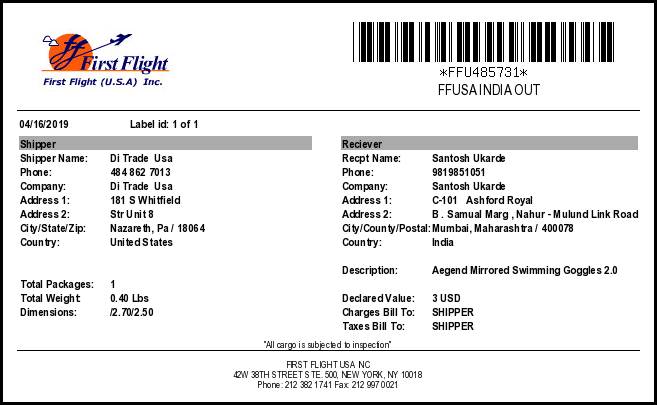 First Flight
First Flight (U.S.A) Inc.
*FFU485731*
FFUSA INDIA OUT
04/16/2019 Label id: 1 of 1
Shipper
Shipper Name: Di Trade Usa
Phone: 484 862 7013
Company: Di Trade Usa
Address 1: 181 S Whitfield
Address 2: Str Unit 8
City/State/Zip: Nazareth, Pa / 18064
Country: United States
Total Packages: 1
Total Weight: 0.40 Lbs
Dimensions: /2.70/2.50
Reciever
Recpt Name: Santosh Ukarde
Phone: 9819851051
Company: Santosh Ukarde
Address 1: C-101 Ashford Royal
Address 2: B . Samual Marg , Nahur - Mulund Link Road
City/County/Postal: Mumbai, Maharashtra / 400078
Country: India
Description: Aegend Mirrored Swimming Goggles 2.0
Declared Value: 3 USD
Charges Bill To: SHIPPER
Taxes Bill To: SHIPPER
"All cargo is subjected to inspection"
FIRST FLIGHT USA INC
42W 38TH STREET STE. 500, NEW YORK, NY 10018
Phone: 212 382 1741 Fax: 212 997 0021